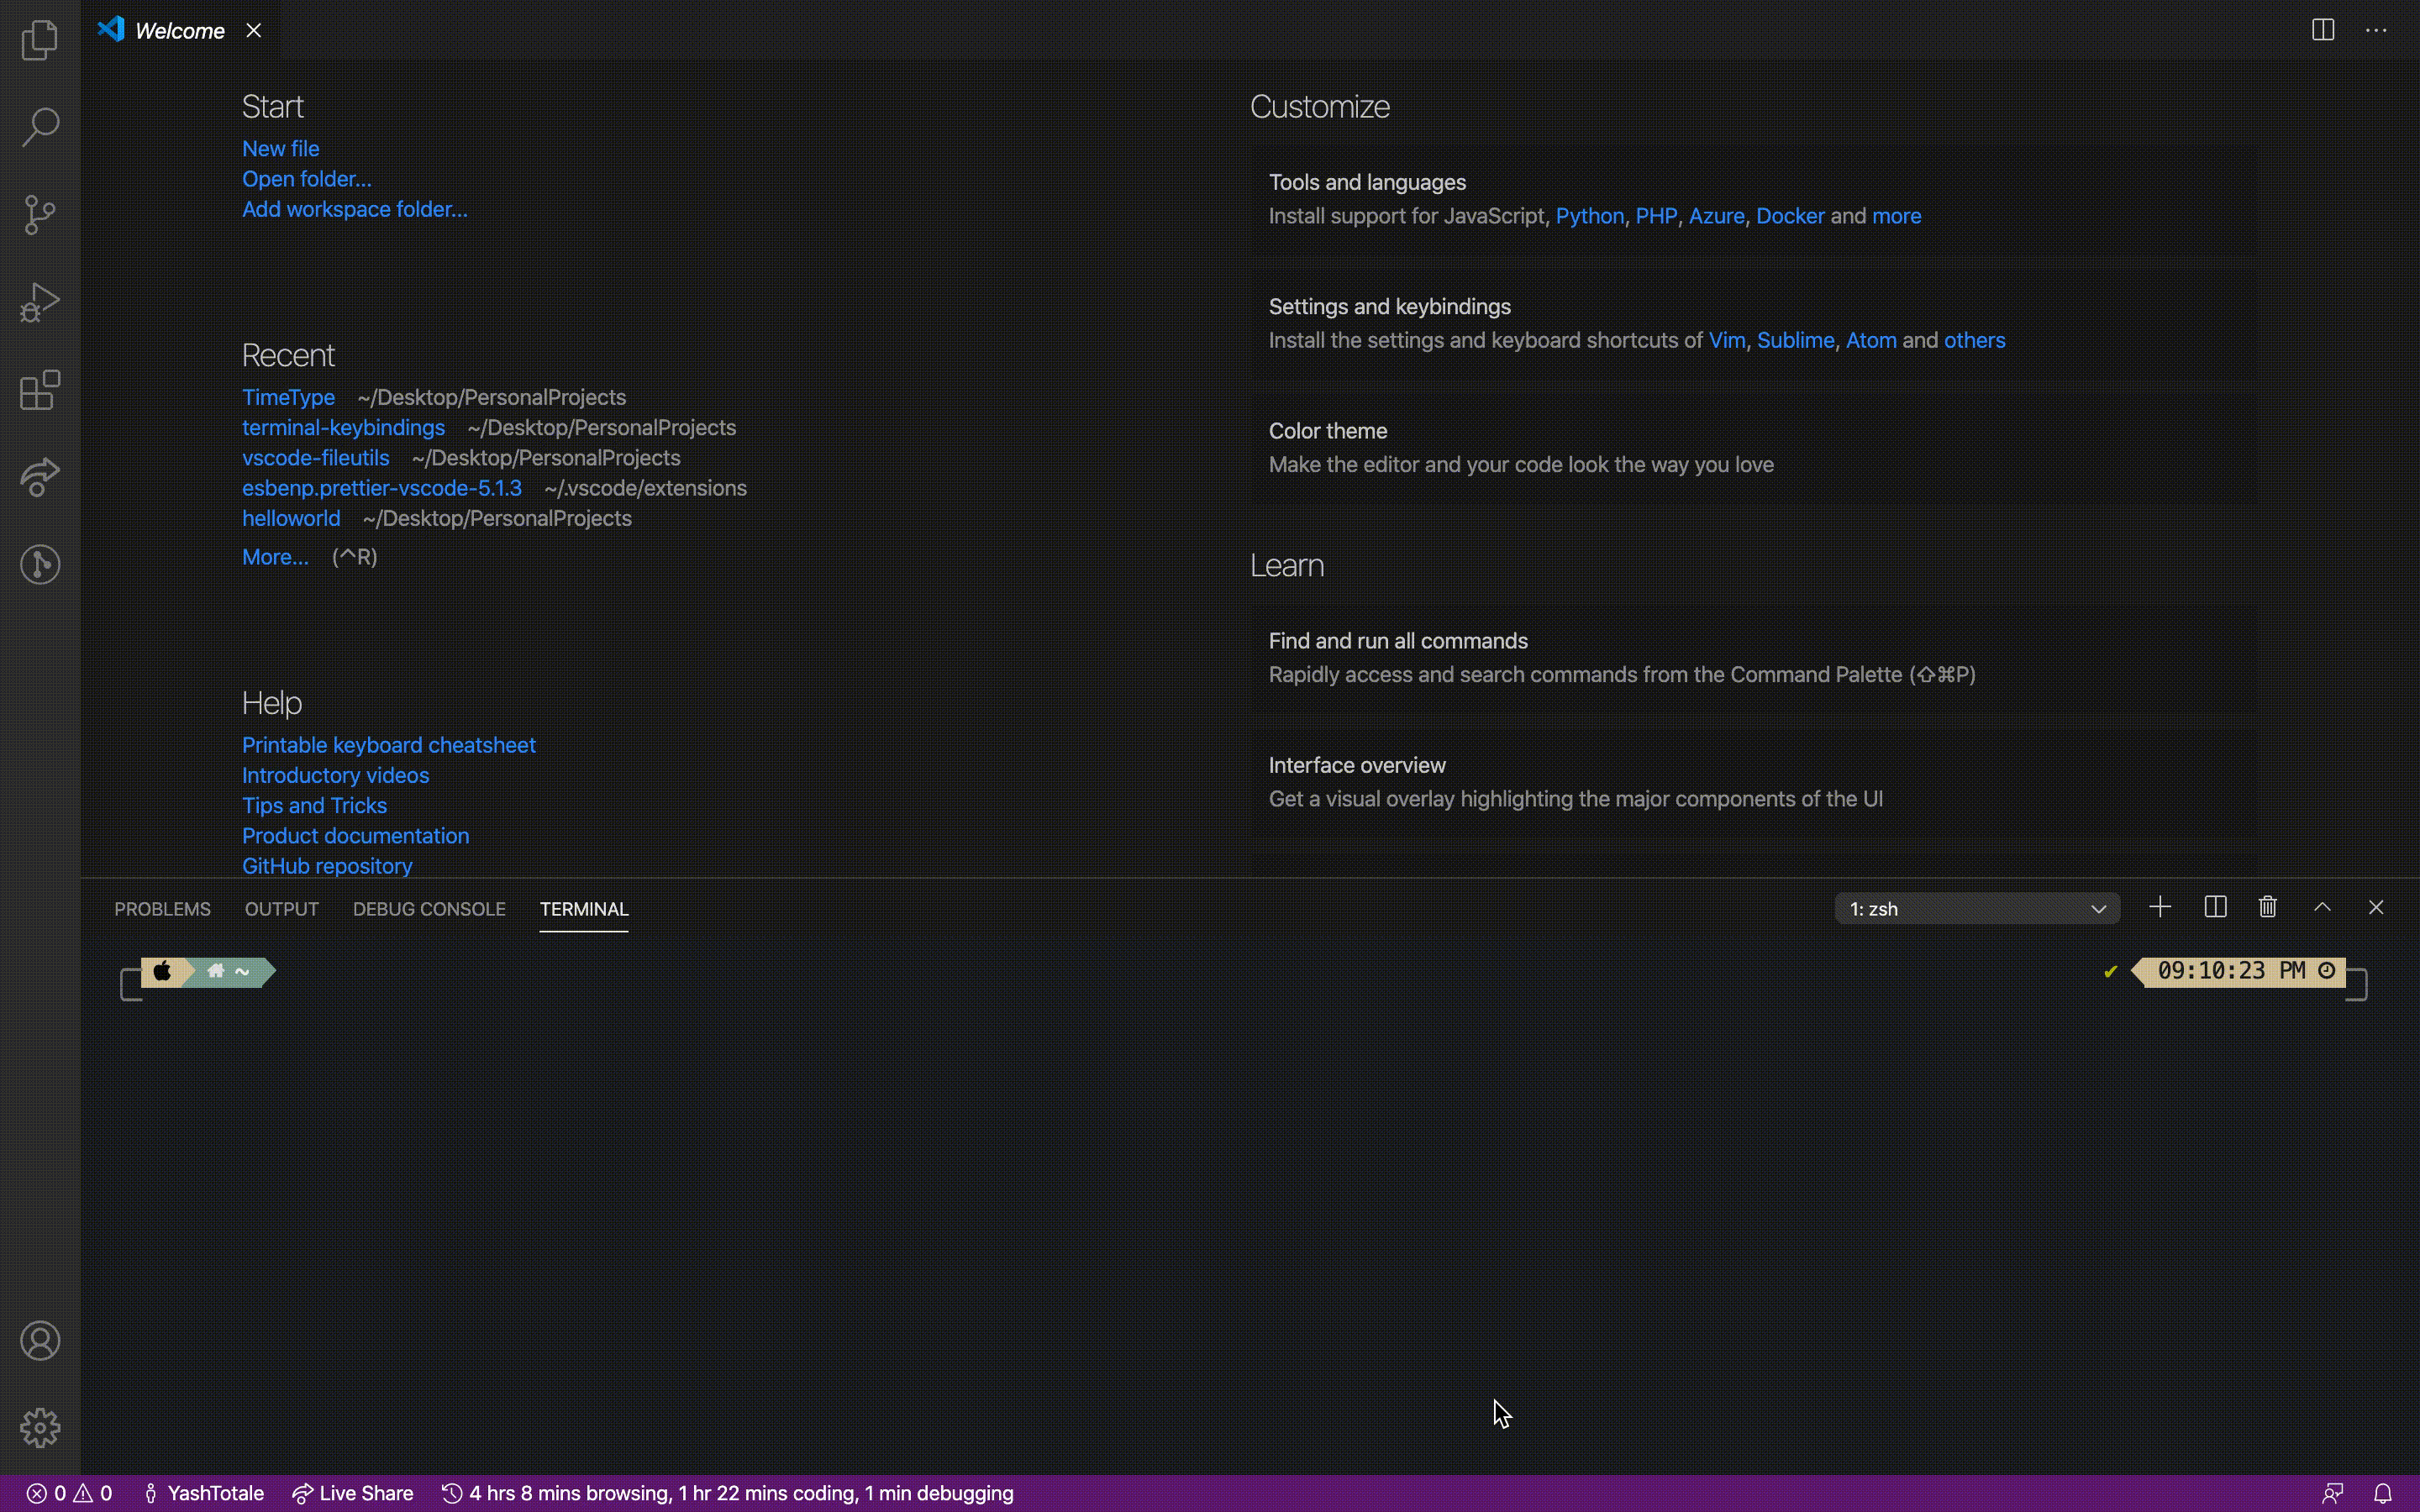 Welcome
Start
New file
Open folder...
Add workspace folder...
Recent
TimeType ~/Desktop/PersonalProjects
terminal-keybindings ~/Desktop/PersonalProjects
vscode-fileutils ~/Desktop/PersonalProjects
esbenp.prettier-vscode-5.1.3 ~/.vscode/extensions
helloworld ~/Desktop/PersonalProjects
More... (^R)
Help
Printable keyboard cheatsheet
Introductory videos
Tips and Tricks
Product documentation
GitHub repository
Customize
Tools and languages
Install support for JavaScript, Python, PHP, Azure, Docker and more
Settings and keybindings
Install the settings and keyboard shortcuts of Vim, Sublime, Atom and others
Color theme
Make the editor and your code look the way you love
Learn
Find and run all commands
Rapidly access and search commands from the Command Palette (⇧⌘P)
Interface overview
Get a visual overlay highlighting the major components of the UI
PROBLEMS OUTPUT DEBUG CONSOLE TERMINAL 1: zsh
~ ✔ 09:10:23 PM
0 0 YashTotale Live Share 4 hrs 8 mins browsing, 1 hr 22 mins coding, 1 min debugging